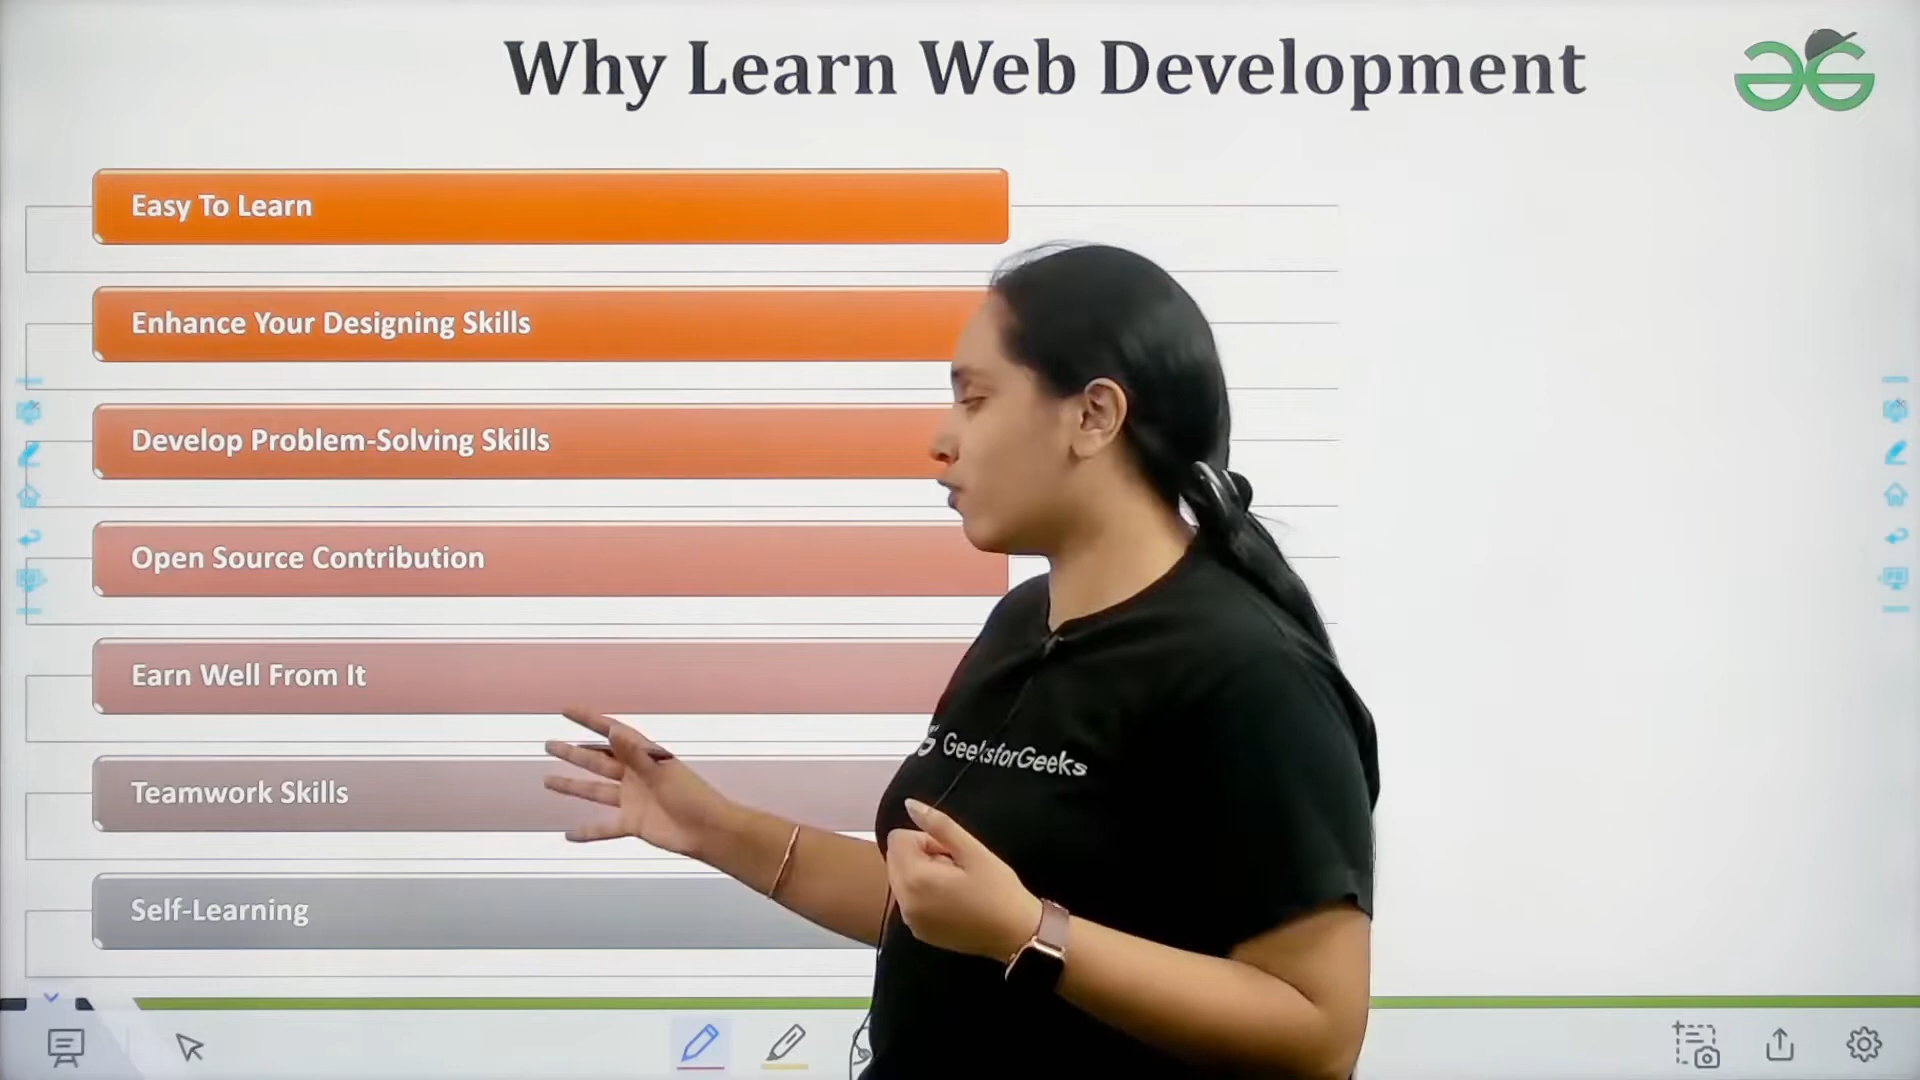 Why Learn Web Development
Easy To Learn
Enhance Your Designing Skills
Develop Problem-Solving Skills
Open Source Contribution
Earn Well From It
Teamwork Skills
Self-Learning
GeeksforGeeks